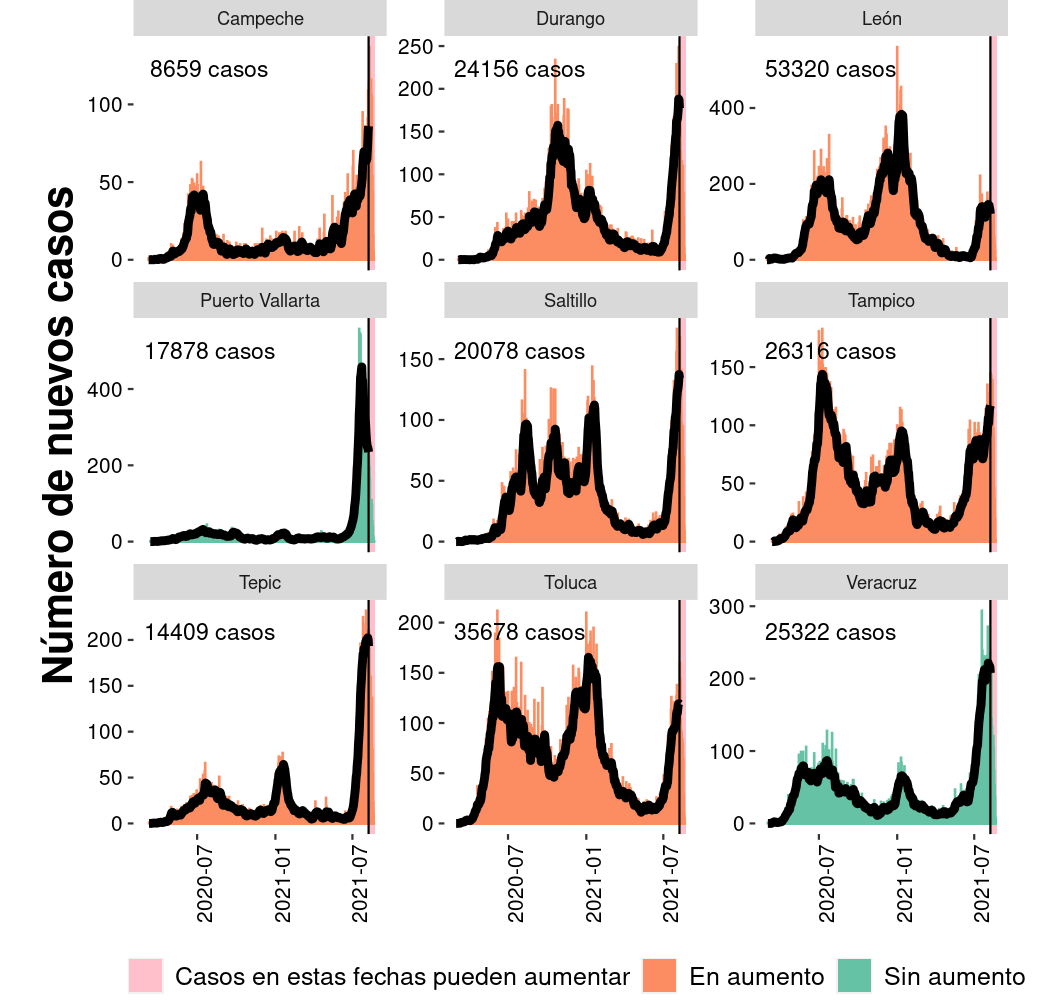 Número de nuevos casos
Campeche
8659 casos
100
50
0
Durango
24156 casos
250
200
150
100
50
0
León
53320 casos
400
200
0
Puerto Vallarta
17878 casos
400
200
0
Saltillo
20078 casos
150
100
50
0
Tampico
26316 casos
150
100
50
0
Tepic
14409 casos
200
150
100
50
0
2020-07
2021-01
2021-07
Toluca
35678 casos
200
150
100
50
0
2020-07
2021-01
2021-07
Veracruz
25322 casos
300
200
100
0
2020-07
2021-01
2021-07
Casos en estas fechas pueden aumentar
En aumento
Sin aumento